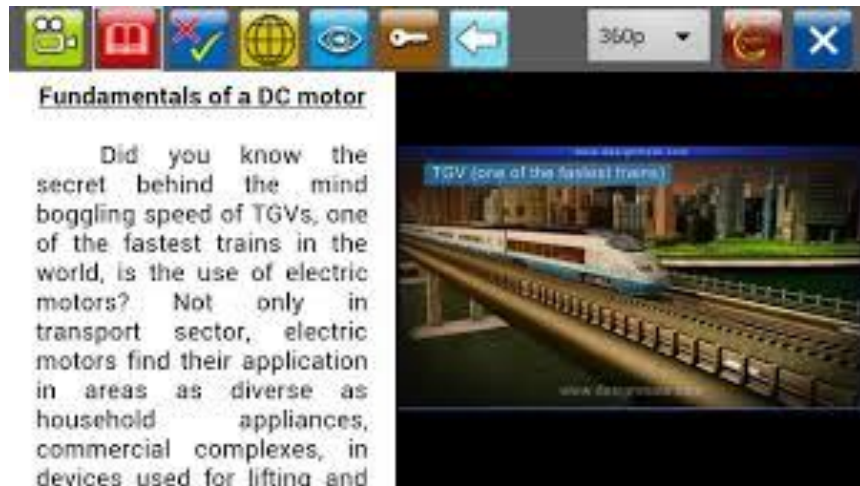 360p
Fundamentals of a DC motor
Did you know the
secret behind the mind
boggling speed of TGVs, one
of the fastest trains in the
world, is the use of electric
motors? Not only in
transport sector, electric
motors find their application
in areas as diverse as
household appliances,
commercial complexes, in
devices used for lifting and
TGV (one of the fastest trains)